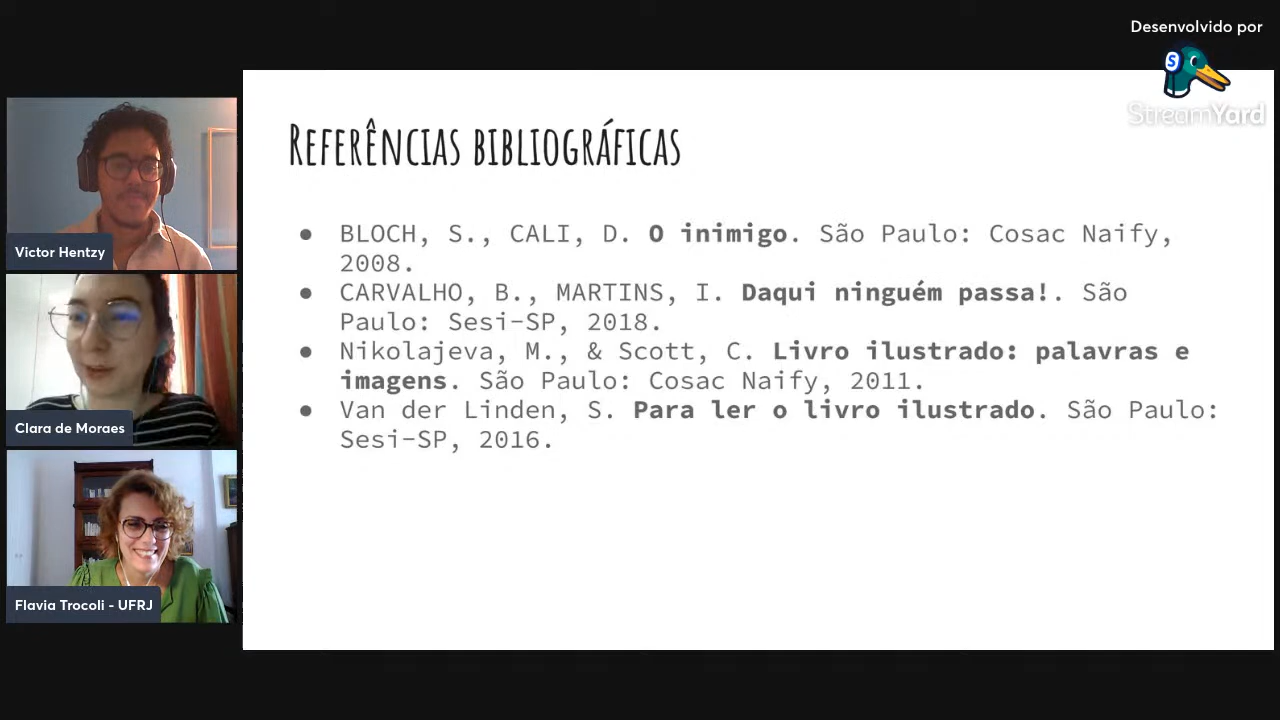 Desenvolvido por
StreamYard
Referências bibliográficas
● BLOCH, S., CALI, D. O inimigo. São Paulo: Cosac Naify,
2008.
● CARVALHO, B., MARTINS, I. Daqui ninguém passa!. São
Paulo: Sesi-SP, 2018.
● Nikolajeva, M., & Scott, C. Livro ilustrado: palavras e
imagens. São Paulo: Cosac Naify, 2011.
● Van der Linden, S. Para ler o livro ilustrado. São Paulo:
Sesi-SP, 2016.
Victor Hentzy
Clara de Moraes
Flavia Trocoli - UFRJ